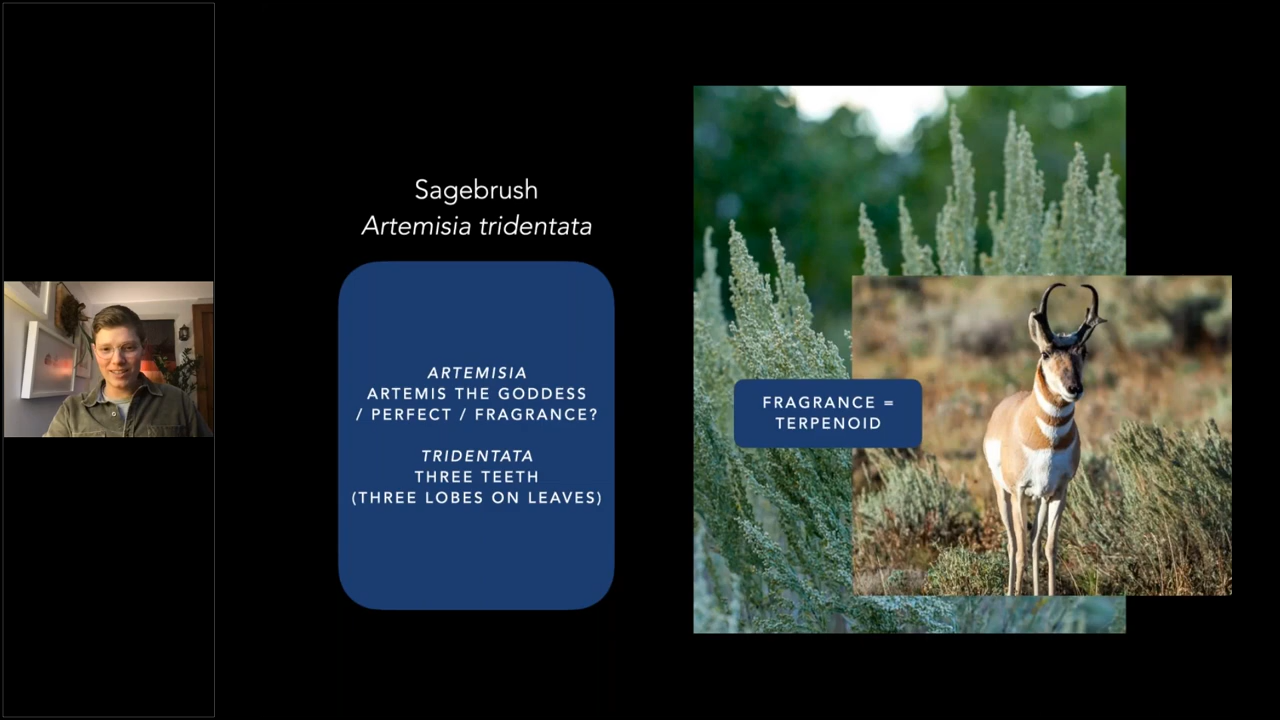 Sagebrush
Artemisia tridentata
ARTEMISIA
ARTEMIS THE GODDESS
/ PERFECT / FRAGRANCE?
TRIDENTATA
THREE TEETH
(THREE LOBES ON LEAVES)
FRAGRANCE =
TERPENOID